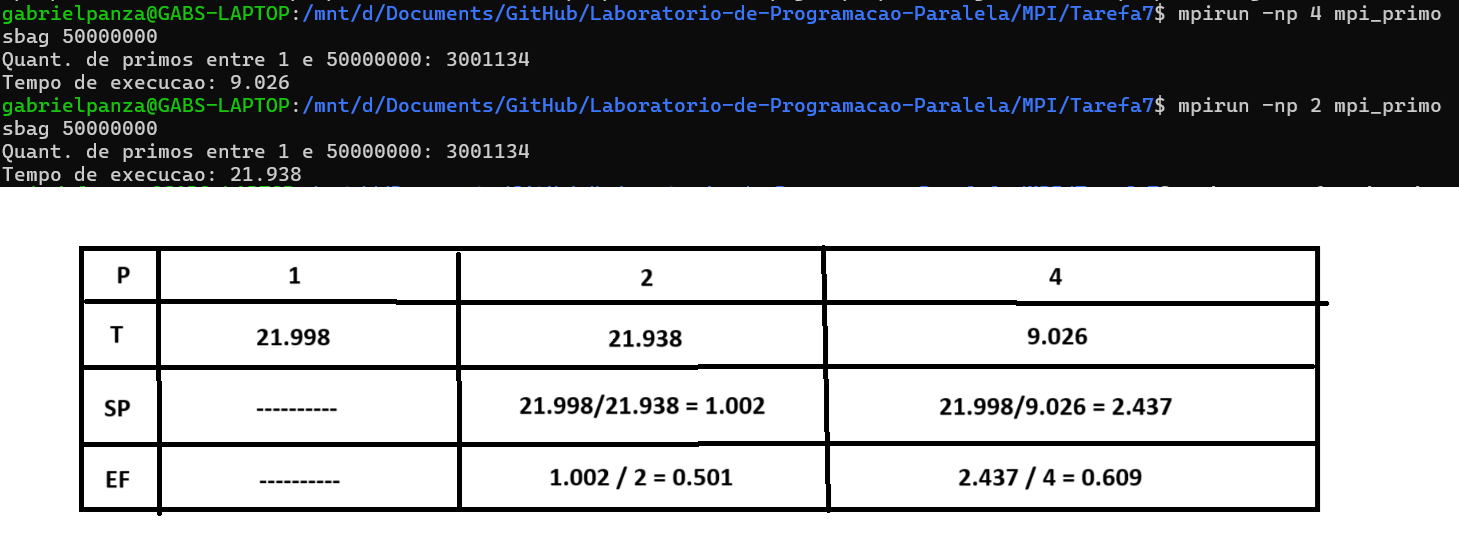 gabrielpanza@GABS-LAPTOP:/mnt/d/Documents/GitHub/Laboratorio-de-Programacao-Paralela/MPI/Tarefa7$ mpirun -np 4 mpi_primo
sbag 50000000
Quant. de primos entre 1 e 50000000: 3001134
Tempo de execucao: 9.026
gabrielpanza@GABS-LAPTOP:/mnt/d/Documents/GitHub/Laboratorio-de-Programacao-Paralela/MPI/Tarefa7$ mpirun -np 2 mpi_primo
sbag 50000000
Quant. de primos entre 1 e 50000000: 3001134
Tempo de execucao: 21.938
P 1 2 4
T 21.998 21.938 9.026
SP ---------- 21.998/21.938 = 1.002 21.998/9.026 = 2.437
EF ---------- 1.002 / 2 = 0.501 2.437 / 4 = 0.609